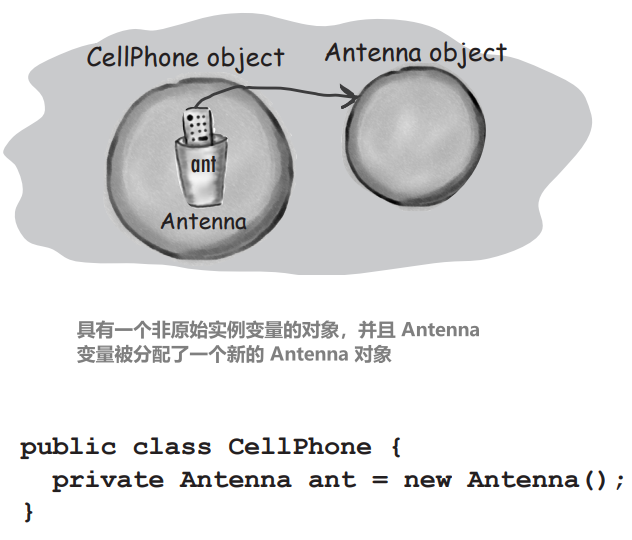 CellPhone object
Antenna object
ant
Antenna
具有一个非原始实例变量的对象，并且 Antenna
变量被分配了一个新的 Antenna 对象
public class CellPhone {
  private Antenna ant = new Antenna();
}